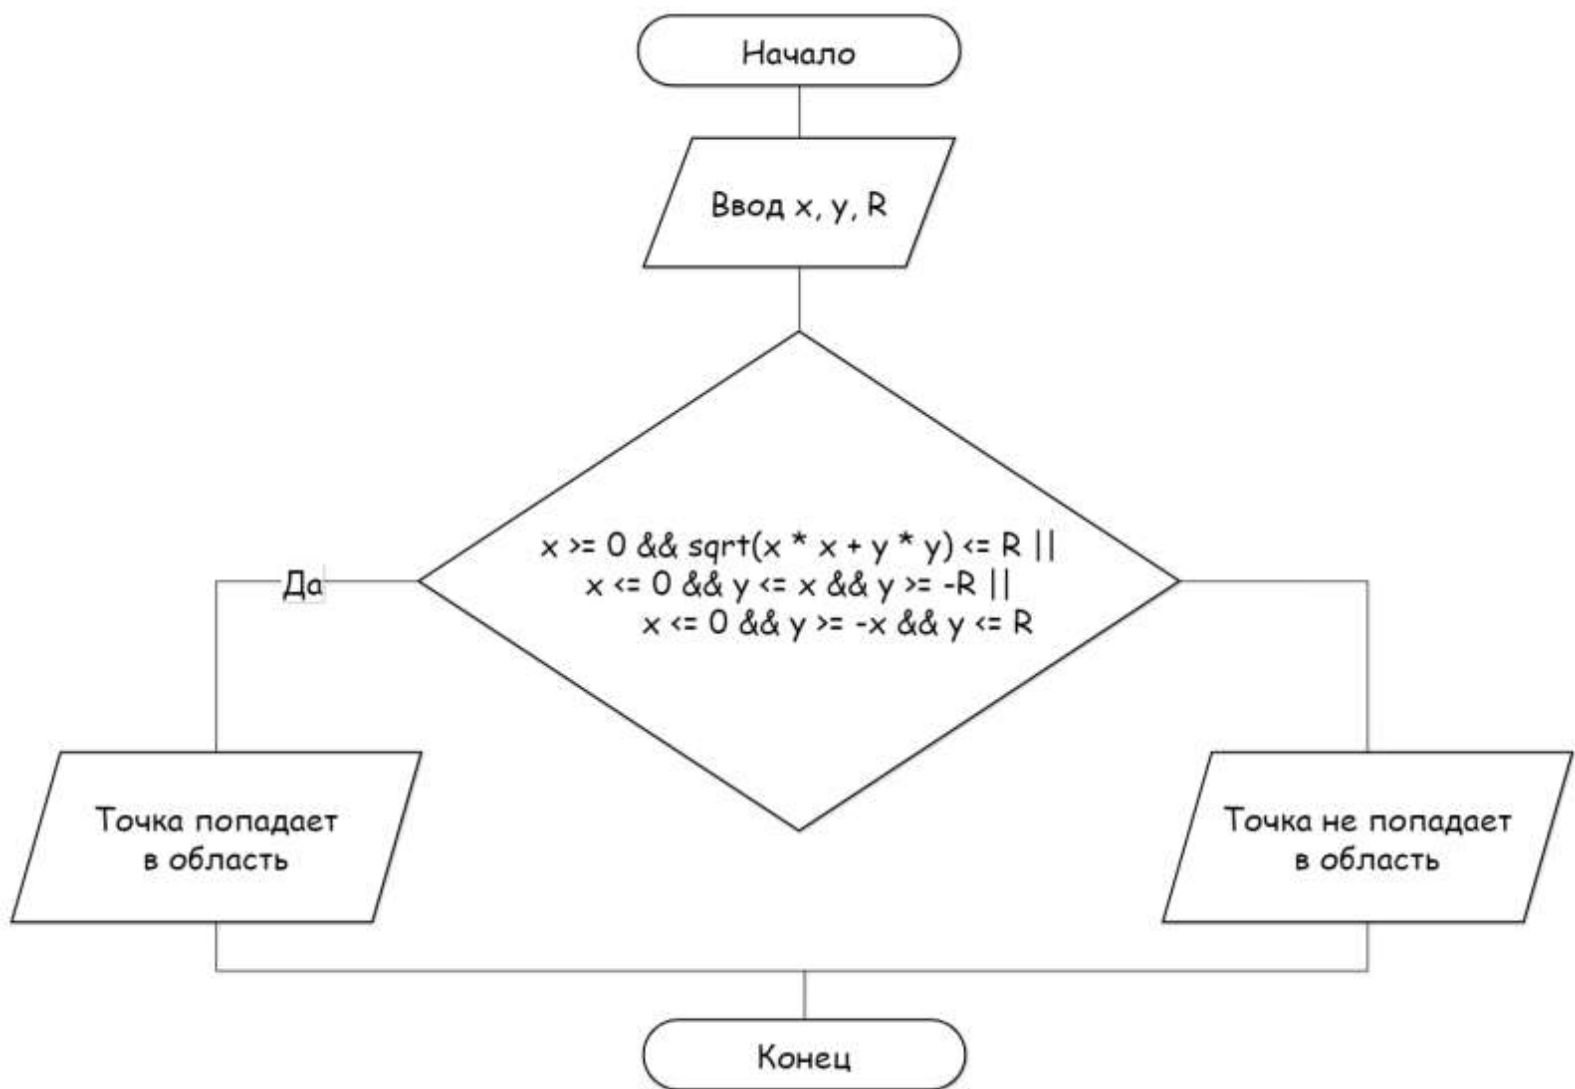 Начало
Ввод x, y, R
x >= 0 && sqrt(x * x + y * y) <= R ||
x <= 0 && y <= x && y >= -R ||
x <= 0 && y >= -x && y <= R
Да
Точка попадает
в область
Точка не попадает
в область
Конец